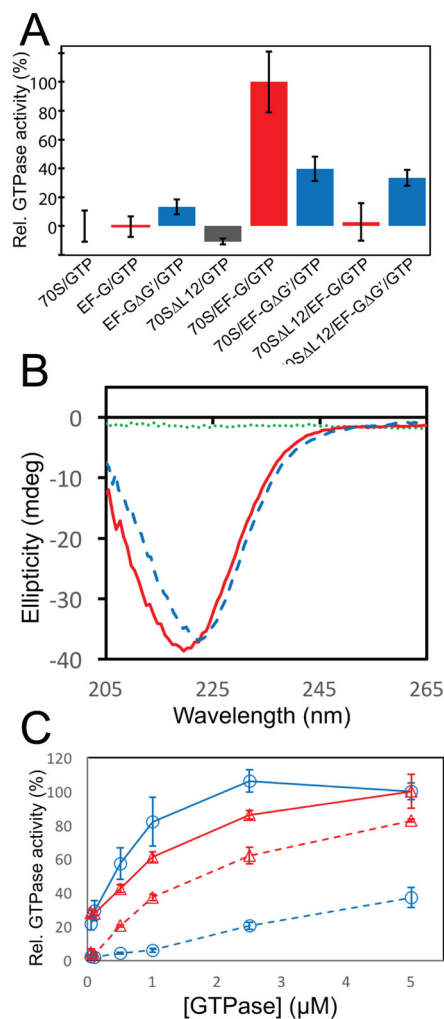 A
Rel. GTPase activity (%)
100
80
60
40
20
0
70S/GTP
EF-G/GTP
EF-GΔG'/GTP
70SΔL12/GTP
70S/EF-G/GTP
70S/EF-GΔG'/GTP
70SΔL12/EF-G/GTP
70SΔL12/EF-GΔG'/GTP
B
Ellipticity (mdeg)
0
-10
-20
-30
-40
205
225
245
265
Wavelength (nm)
C
Rel. GTPase activity (%)
120
100
80
60
40
20
0
0
1
2
3
4
5
[GTPase] (μM)